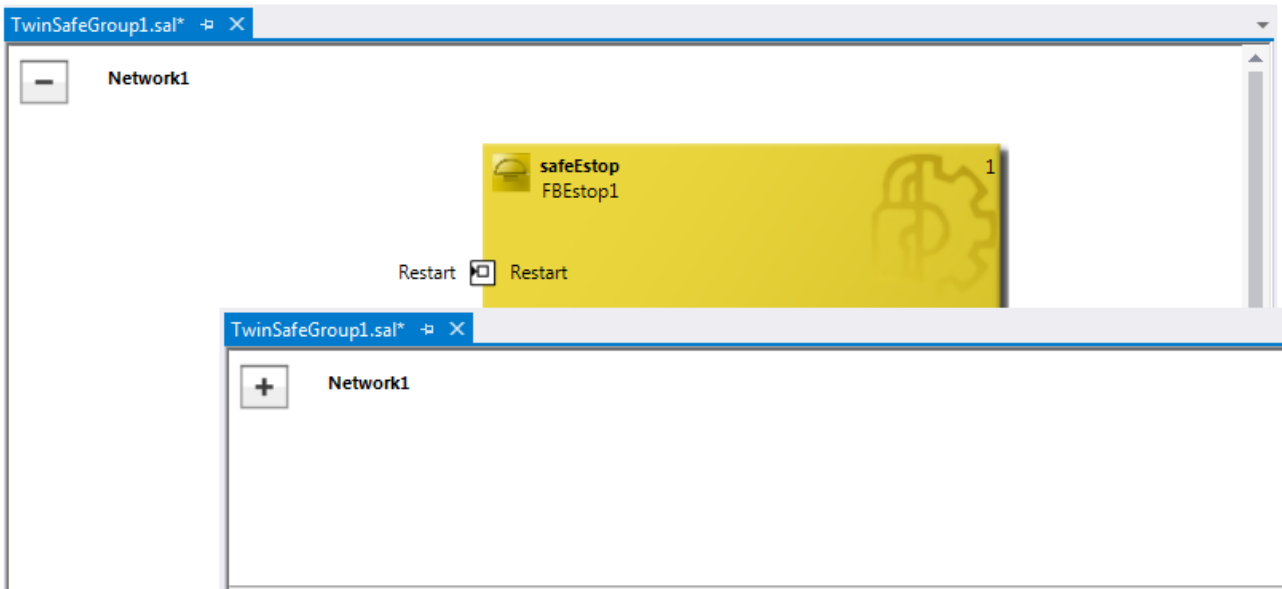 TwinSafeGroup1.sal*
Network1
safeEstop 1
FBEstop1
Restart Restart
TwinSafeGroup1.sal*
Network1